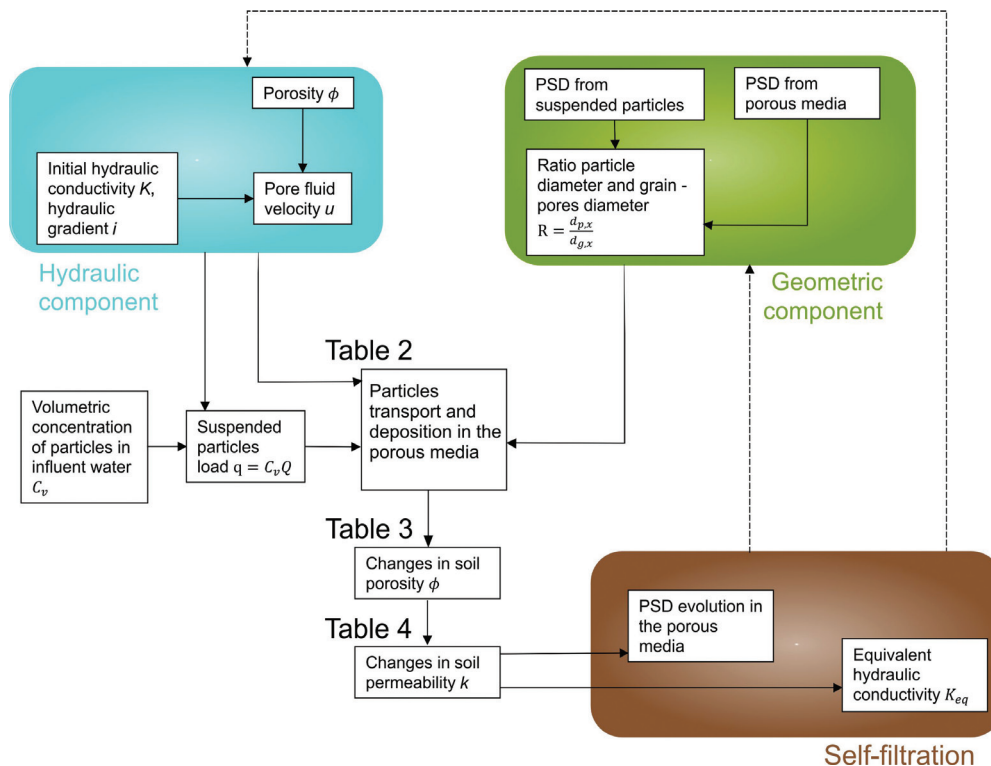 Porosity ϕ
Initial hydraulic
conductivity K,
hydraulic
gradient i
Pore fluid
velocity u
Hydraulic
component
PSD from
suspended particles
PSD from
porous media
Ratio particle
diameter and grain -
pores diameter
R = d_{p,x}/d_{g,x}
Geometric
component
Table 2
Volumetric
concentration
of particles in
influent water
C_v
Suspended
particles
load q = C_vQ
Particles
transport and
deposition in the
porous media
Table 3
Changes in soil
porosity ϕ
Table 4
Changes in soil
permeability k
PSD evolution in
the porous
media
Equivalent
hydraulic
conductivity K_{eq}
Self-filtration